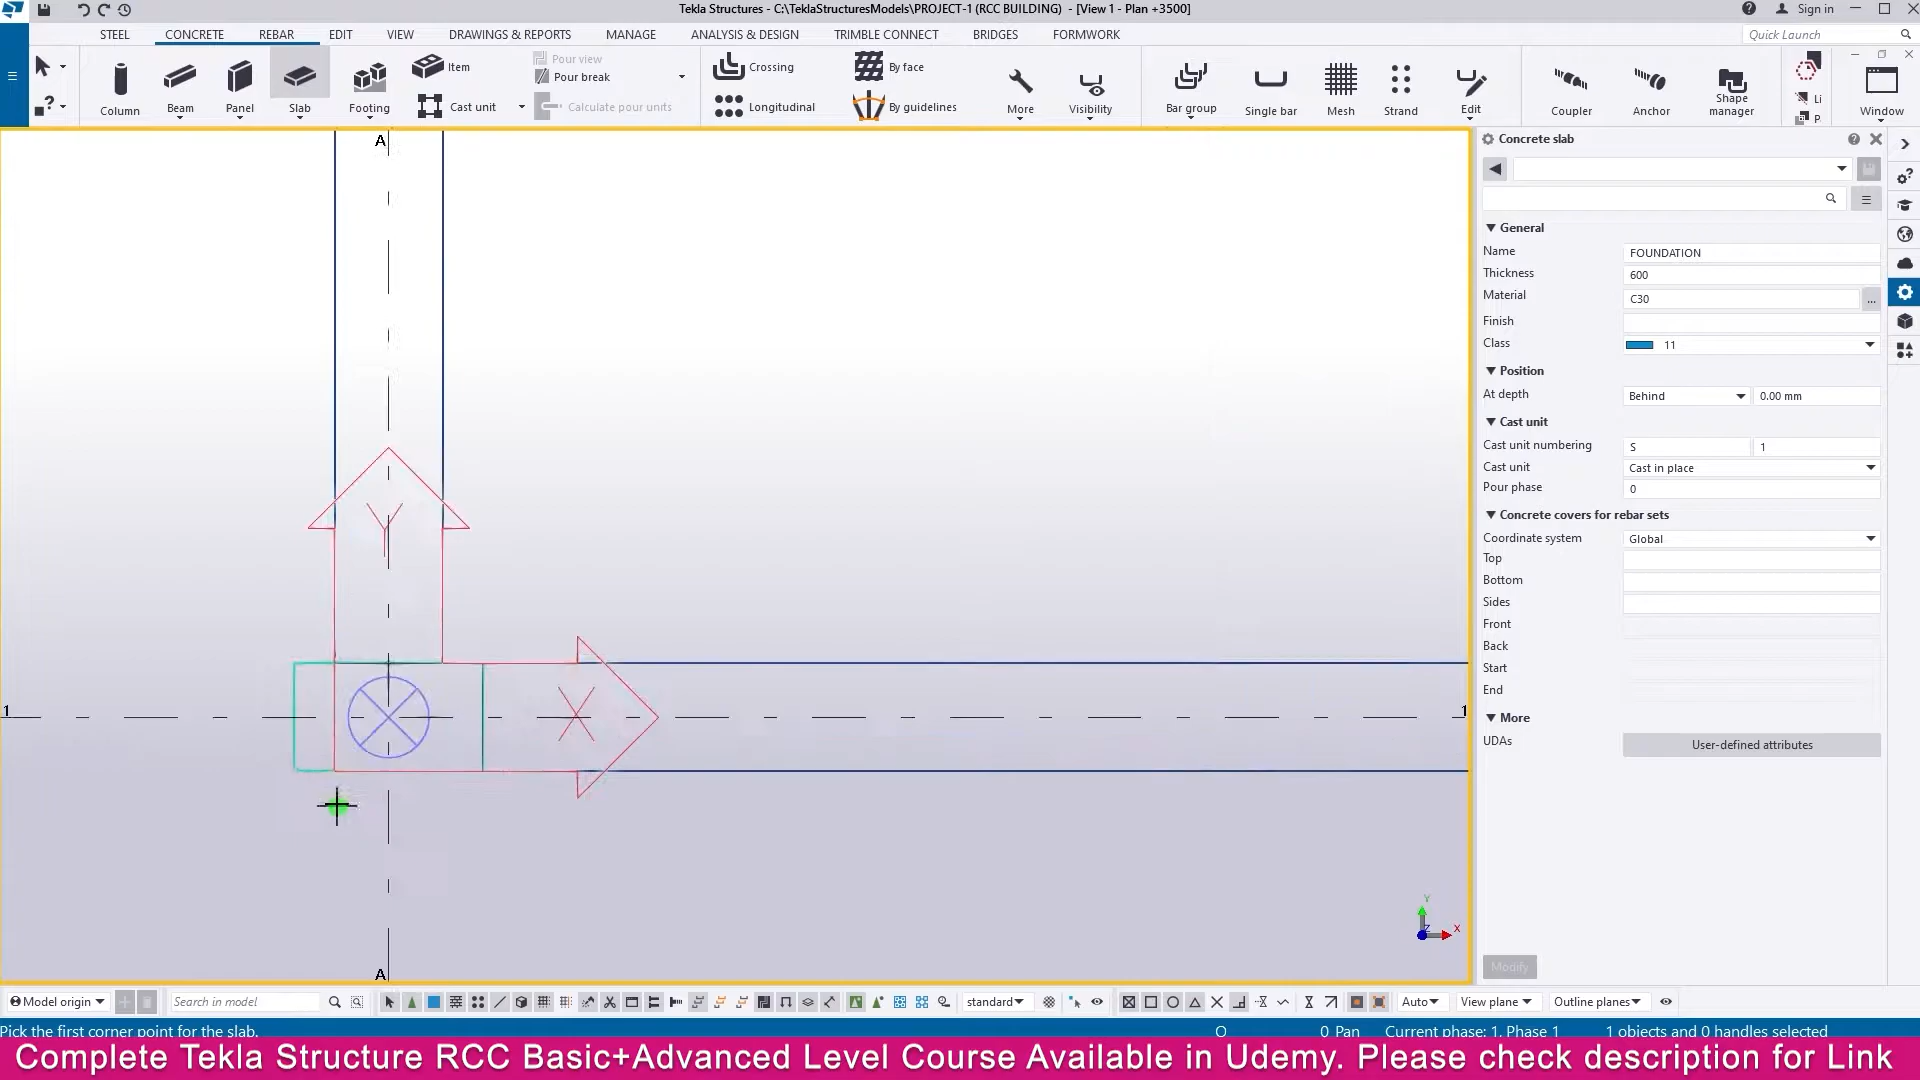 Tekla Structures - C:\TeklaStructuresModels\PROJECT-1 (RCC BUILDING) - [View 1 - Plan +3500]
Sign in
STEEL CONCRETE REBAR EDIT VIEW DRAWINGS & REPORTS MANAGE ANALYSIS & DESIGN TRIMBLE CONNECT BRIDGES FORMWORK Quick Launch
Column Beam Panel Slab Footing
Item
Cast unit
Pour view
Pour break
Calculate pour units
Crossing
Longitudinal
By face
By guidelines
More Visibility Bar group Single bar Mesh Strand Edit Coupler Anchor
Shape
manager
Li
P
Window
A
Y
X
1
1
A
Y
Z
X
Concrete slab
General
Name FOUNDATION
Thickness 600
Material C30 ...
Finish
Class 11
Position
At depth Behind 0.00 mm
Cast unit
Cast unit numbering S 1
Cast unit Cast in place
Pour phase 0
Concrete covers for rebar sets
Coordinate system Global
Top
Bottom
Sides
Front
Back
Start
End
More
UDAs User-defined attributes
Modify
Model origin Search in model standard Auto View plane Outline planes
Pick the first corner point for the slab. O 0 Pan Current phase: 1, Phase 1 1 objects and 0 handles selected
Complete Tekla Structure RCC Basic+Advanced Level Course Available in Udemy. Please check description for Link